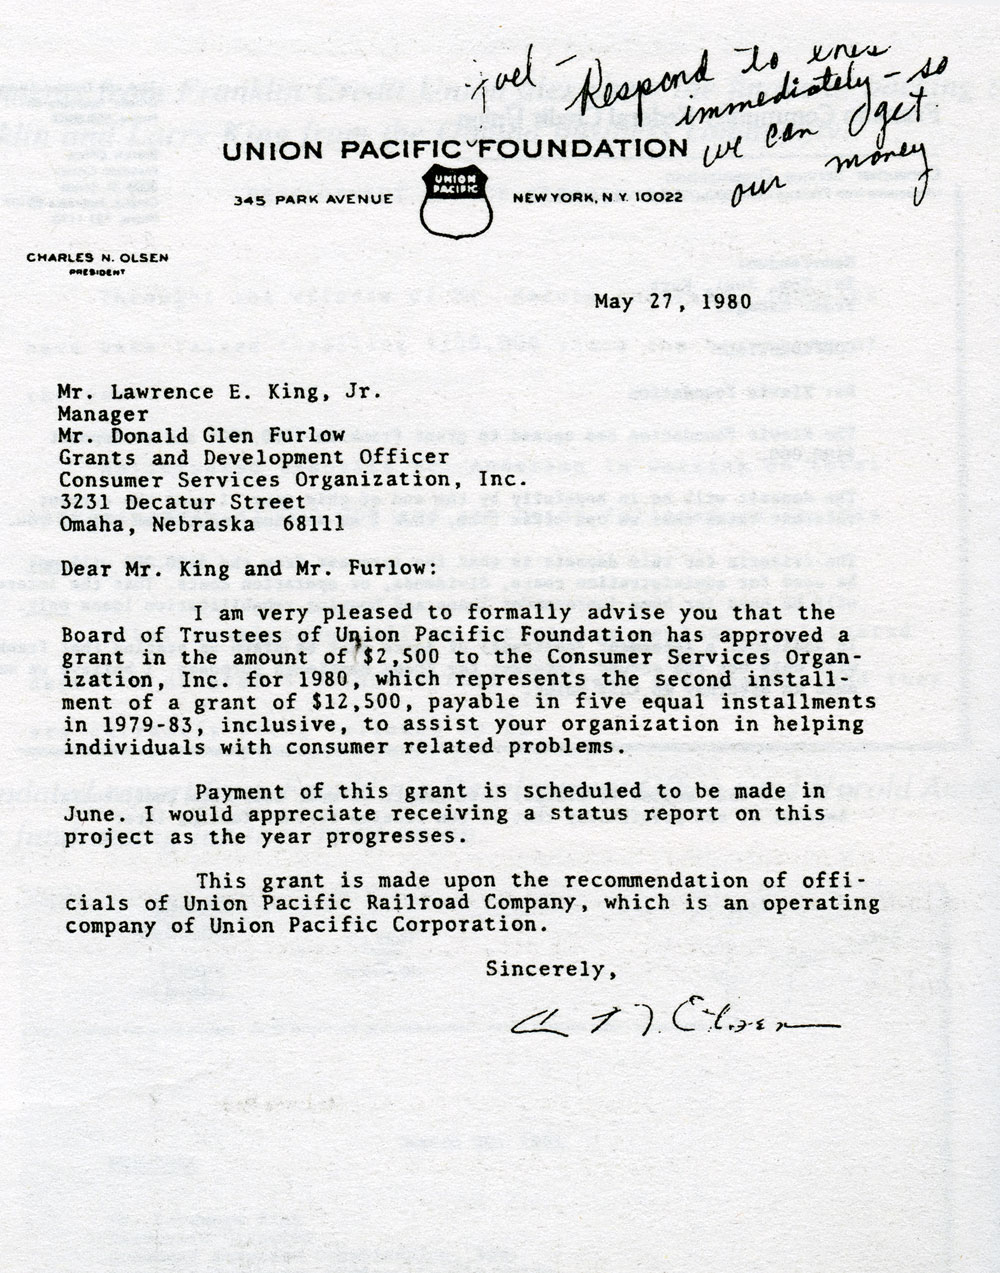 Respond to this
immediately - so
we can get
our money
UNION PACIFIC FOUNDATION
UNION
PACIFIC
345 PARK AVENUE NEW YORK, N.Y. 10022
CHARLES N. OLSEN
PRESIDENT
May 27, 1980
Mr. Lawrence E. King, Jr.
Manager
Mr. Donald Glen Furlow
Grants and Development Officer
Consumer Services Organization, Inc.
3231 Decatur Street
Omaha, Nebraska 68111
Dear Mr. King and Mr. Furlow:
I am very pleased to formally advise you that the
Board of Trustees of Union Pacific Foundation has approved a
grant in the amount of $2,500 to the Consumer Services Organ-
ization, Inc. for 1980, which represents the second install-
ment of a grant of $12,500, payable in five equal installments
in 1979-83, inclusive, to assist your organization in helping
individuals with consumer related problems.
Payment of this grant is scheduled to be made in
June. I would appreciate receiving a status report on this
project as the year progresses.
This grant is made upon the recommendation of offi-
cials of Union Pacific Railroad Company, which is an operating
company of Union Pacific Corporation.
Sincerely,